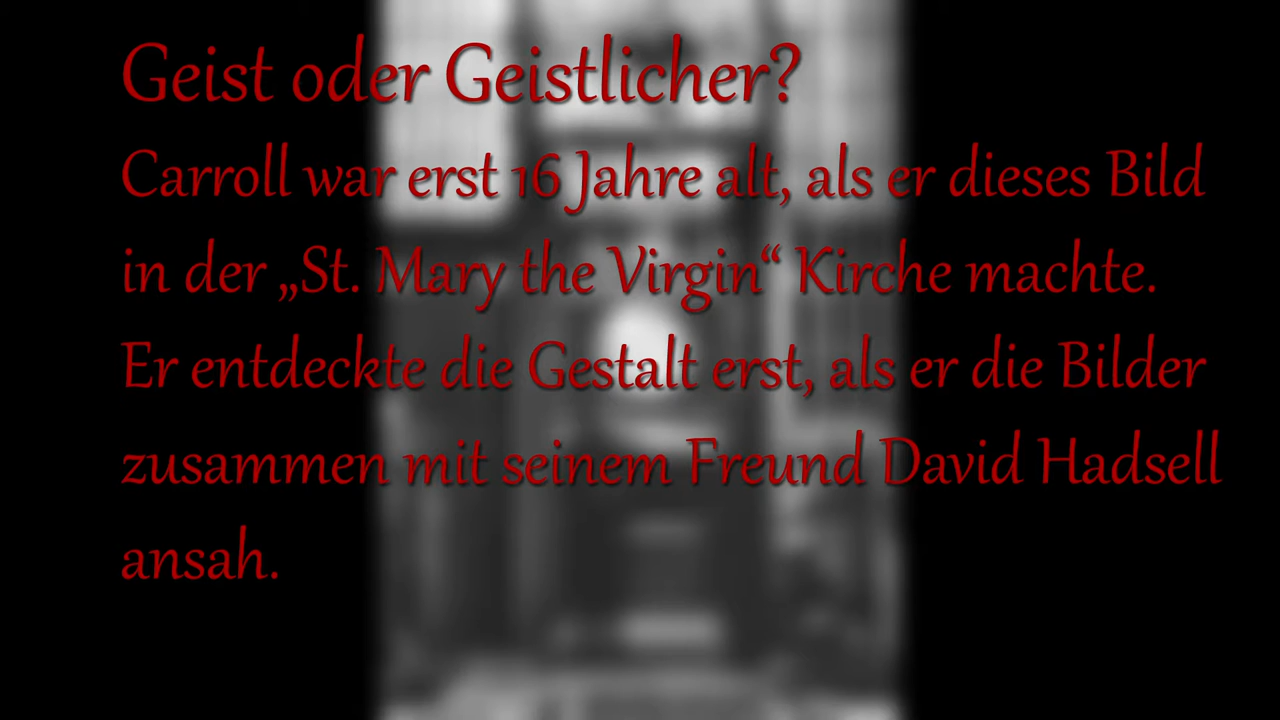 Geist oder Geistlicher?
Carroll war erst 16 Jahre alt, als er dieses Bild
in der „St. Mary the Virgin“ Kirche machte.
Er entdeckte die Gestalt erst, als er die Bilder
zusammen mit seinem Freund David Hadsell
ansah.